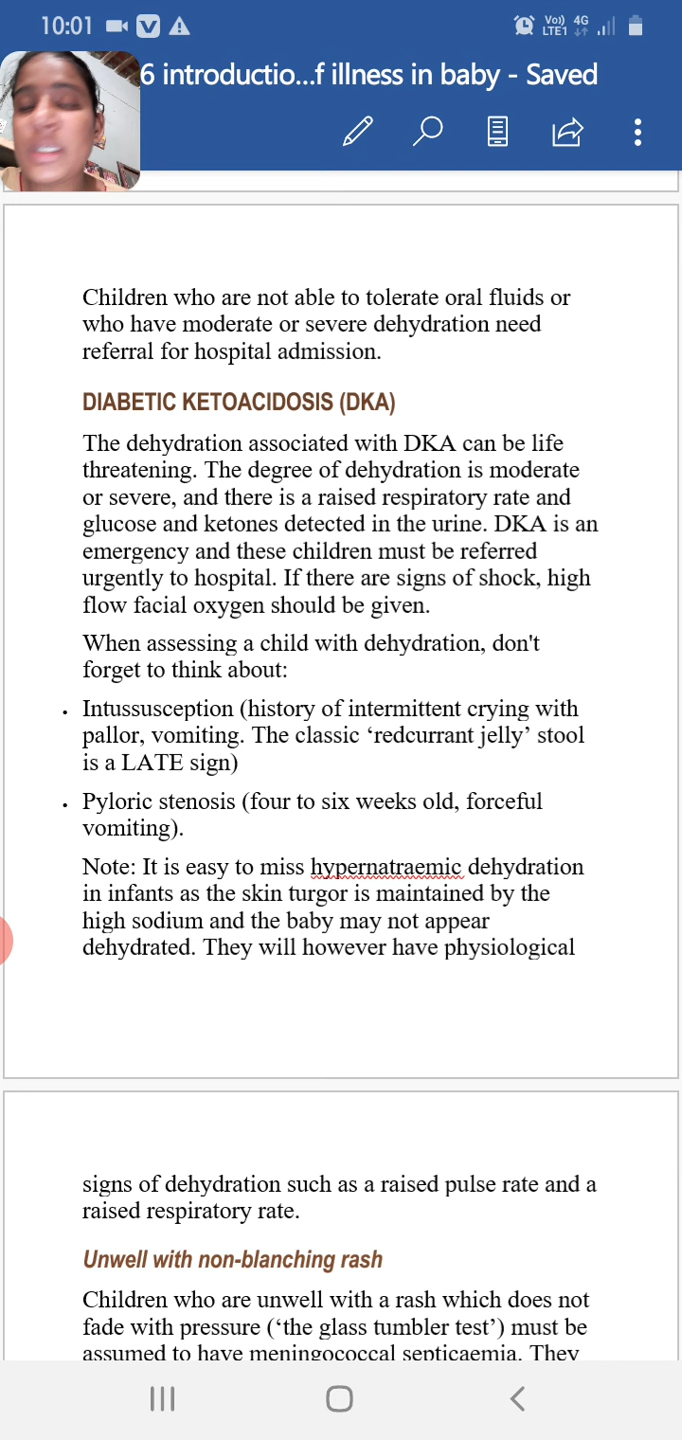 10:01
Vo)) 4G
LTE1
6 introductio...f illness in baby - Saved
Children who are not able to tolerate oral fluids or
who have moderate or severe dehydration need
referral for hospital admission.
DIABETIC KETOACIDOSIS (DKA)
The dehydration associated with DKA can be life
threatening. The degree of dehydration is moderate
or severe, and there is a raised respiratory rate and
glucose and ketones detected in the urine. DKA is an
emergency and these children must be referred
urgently to hospital. If there are signs of shock, high
flow facial oxygen should be given.
When assessing a child with dehydration, don't
forget to think about:
• Intussusception (history of intermittent crying with
pallor, vomiting. The classic ‘redcurrant jelly’ stool
is a LATE sign)
• Pyloric stenosis (four to six weeks old, forceful
vomiting).
Note: It is easy to miss hypernatraemic dehydration
in infants as the skin turgor is maintained by the
high sodium and the baby may not appear
dehydrated. They will however have physiological
signs of dehydration such as a raised pulse rate and a
raised respiratory rate.
Unwell with non-blanching rash
Children who are unwell with a rash which does not
fade with pressure (‘the glass tumbler test’) must be
assumed to have meningococcal septicaemia. They